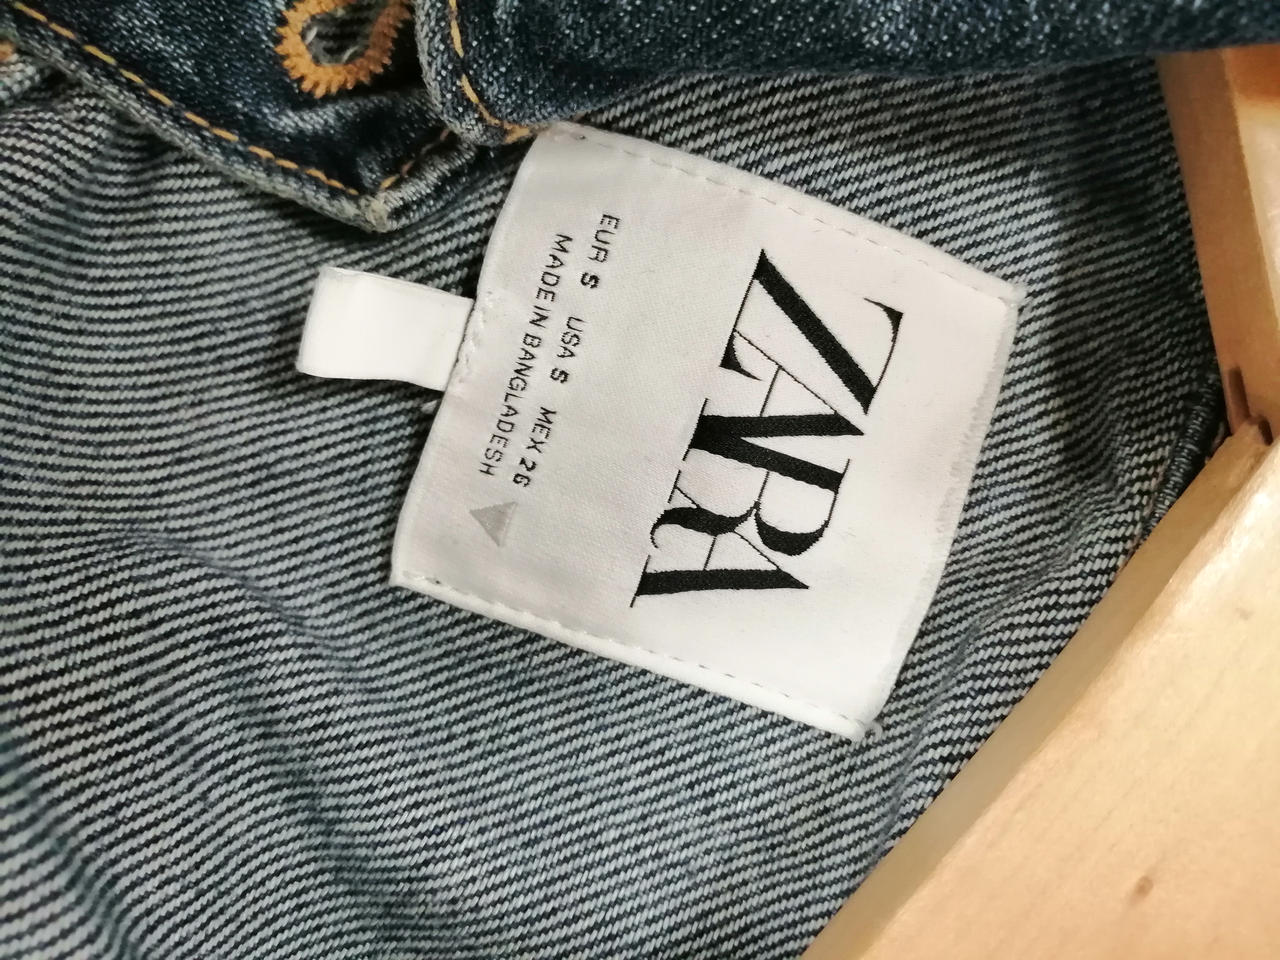 ZARA
EUR S USA S MEX 26
MADE IN BANGLADESH